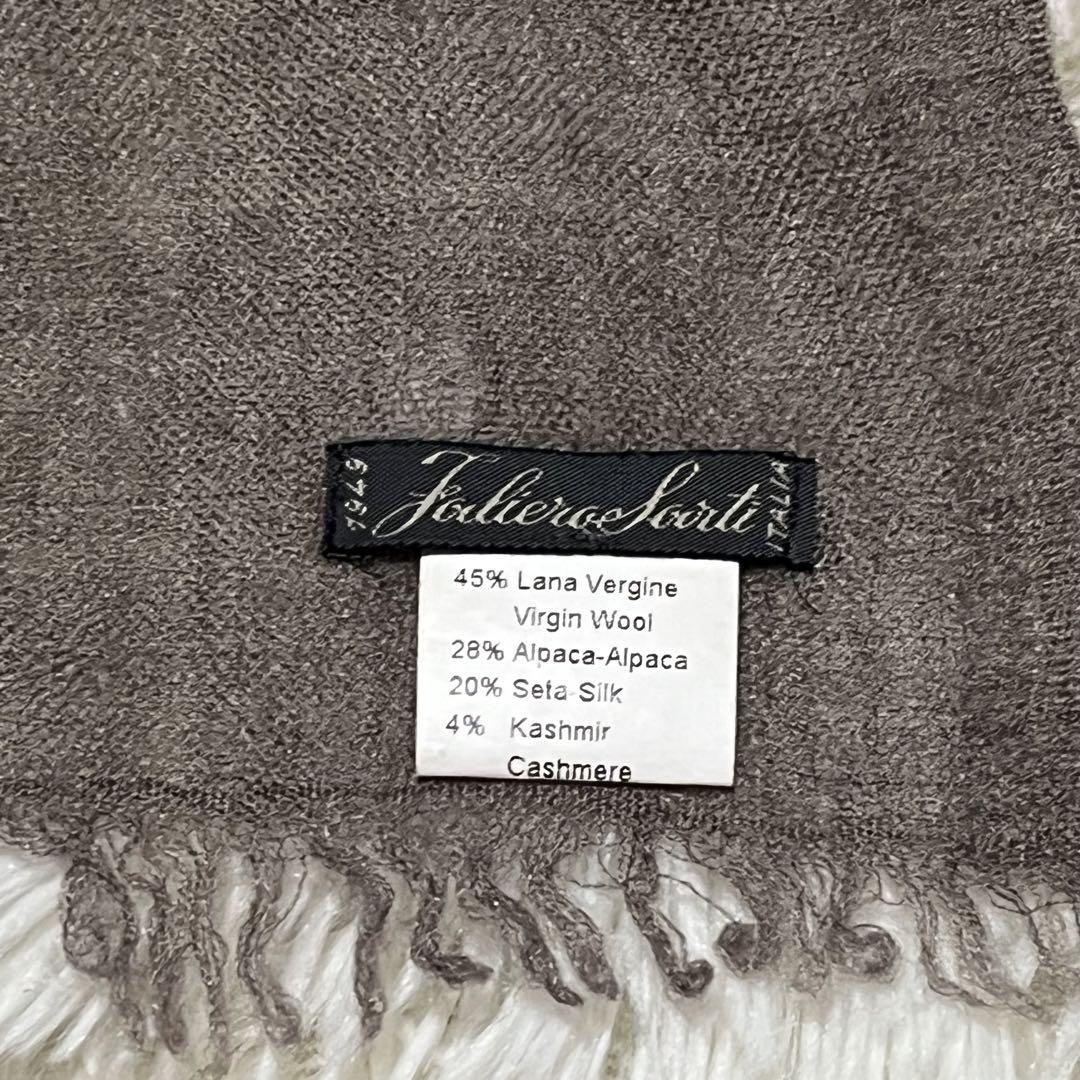 1949 Faliero Sarti ITALIA
45% Lana Vergine
Virgin Wool
28% Alpaca-Alpaca
20% Seta-Silk
4% Kashmir
Cashmere